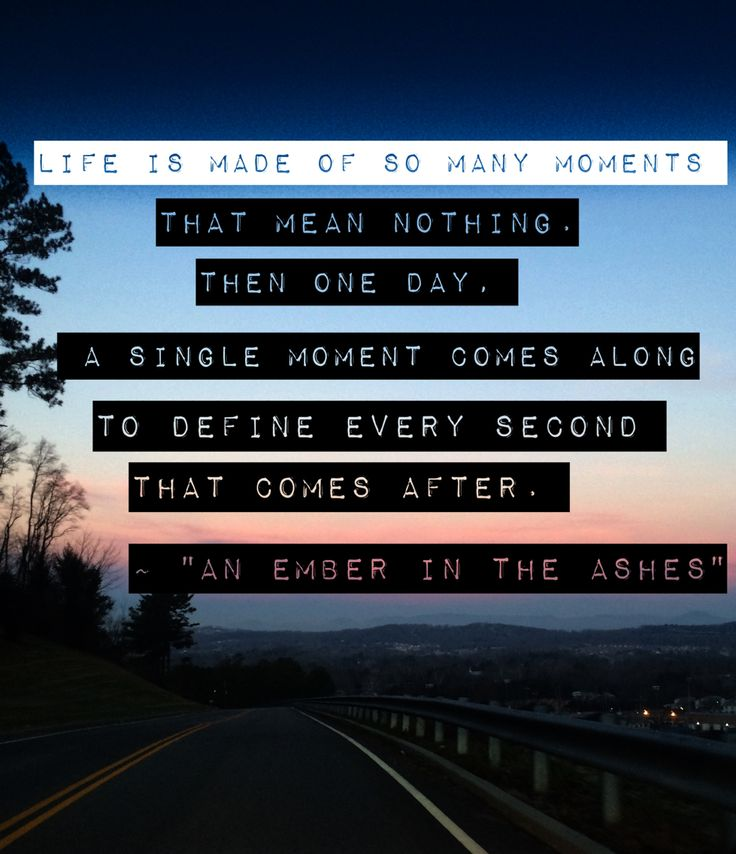 LIFE IS MADE OF SO MANY MOMENTS
THAT MEAN NOTHING.
THEN ONE DAY,
A SINGLE MOMENT COMES ALONG
TO DEFINE EVERY SECOND
THAT COMES AFTER.
~ "AN EMBER IN THE ASHES"